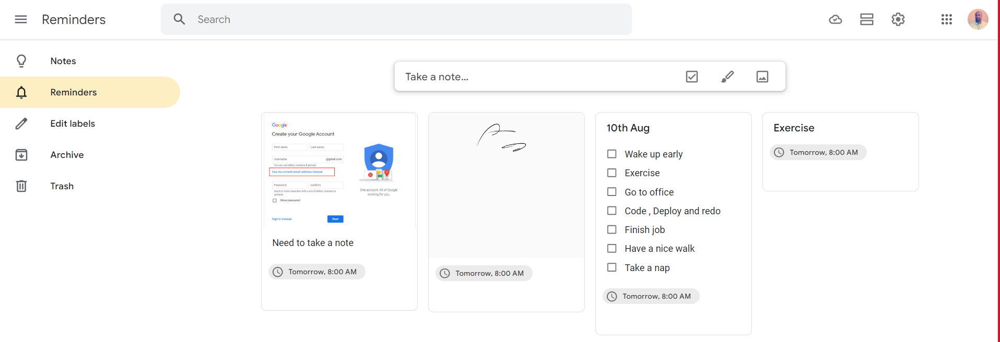 Reminders
Search
Notes
Reminders
Edit labels
Archive
Trash
Take a note...
Google
Create your Google Account
First name
Last name
Username
@gmail.com
You can use letters, numbers & periods
Use my current email address instead
Password
Confirm
Use 8 or more characters with a mix of letters, numbers &
symbols
Show password
One account. All of Google
working for you.
Sign in instead
Next
Need to take a note
Tomorrow, 8:00 AM
Tomorrow, 8:00 AM
10th Aug
Wake up early
Exercise
Go to office
Code , Deploy and redo
Finish job
Have a nice walk
Take a nap
Tomorrow, 8:00 AM
Exercise
Tomorrow, 8:00 AM